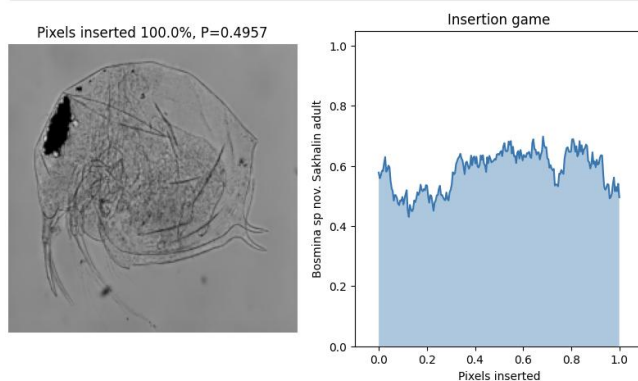 Pixels inserted 100.0%, P=0.4957
Insertion game
Bosmina sp nov. Sakhalin adult
1.0
0.8
0.6
0.4
0.2
0.0
0.0 0.2 0.4 0.6 0.8 1.0
Pixels inserted